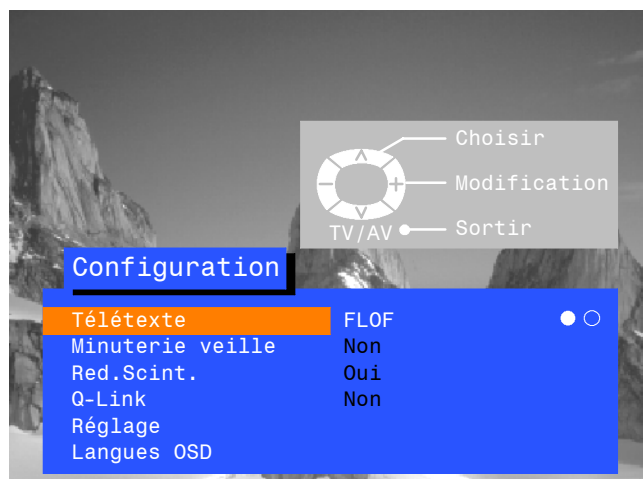 Choisir
Modification
TV/AV Sortir
Configuration
Télétexte FLOF
Minuterie veille Non
Red.Scint. Oui
Q-Link Non
Réglage
Langues OSD